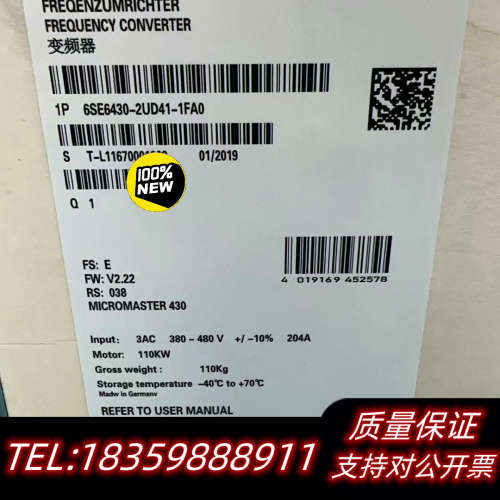 FREQENZUMRICHTER
FREQUENCY CONVERTER
变频器
1P 6SE6430-2UD41-1FA0
S 01/2019
100%
NEW
Q 1
FS: E
FW: V2.22
RS: 038
MICROMASTER 430
4 019169 452578
Input: 3AC 380 - 480 V +/-10% 204A
Motor: 110KW
Gross weight : 110Kg
Storage temperature -40°C to +70°C
Madw in Germanv
REFER TO USER MANUAL
TEL:18359888911
质量保证
支持对公开票